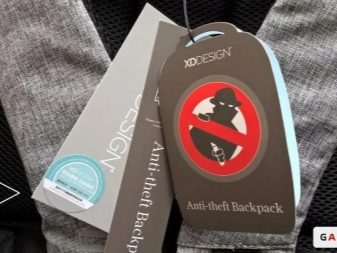 XDDESIGN
Anti-theft Backpack
DESIGN
Anti-theft Backp
GA